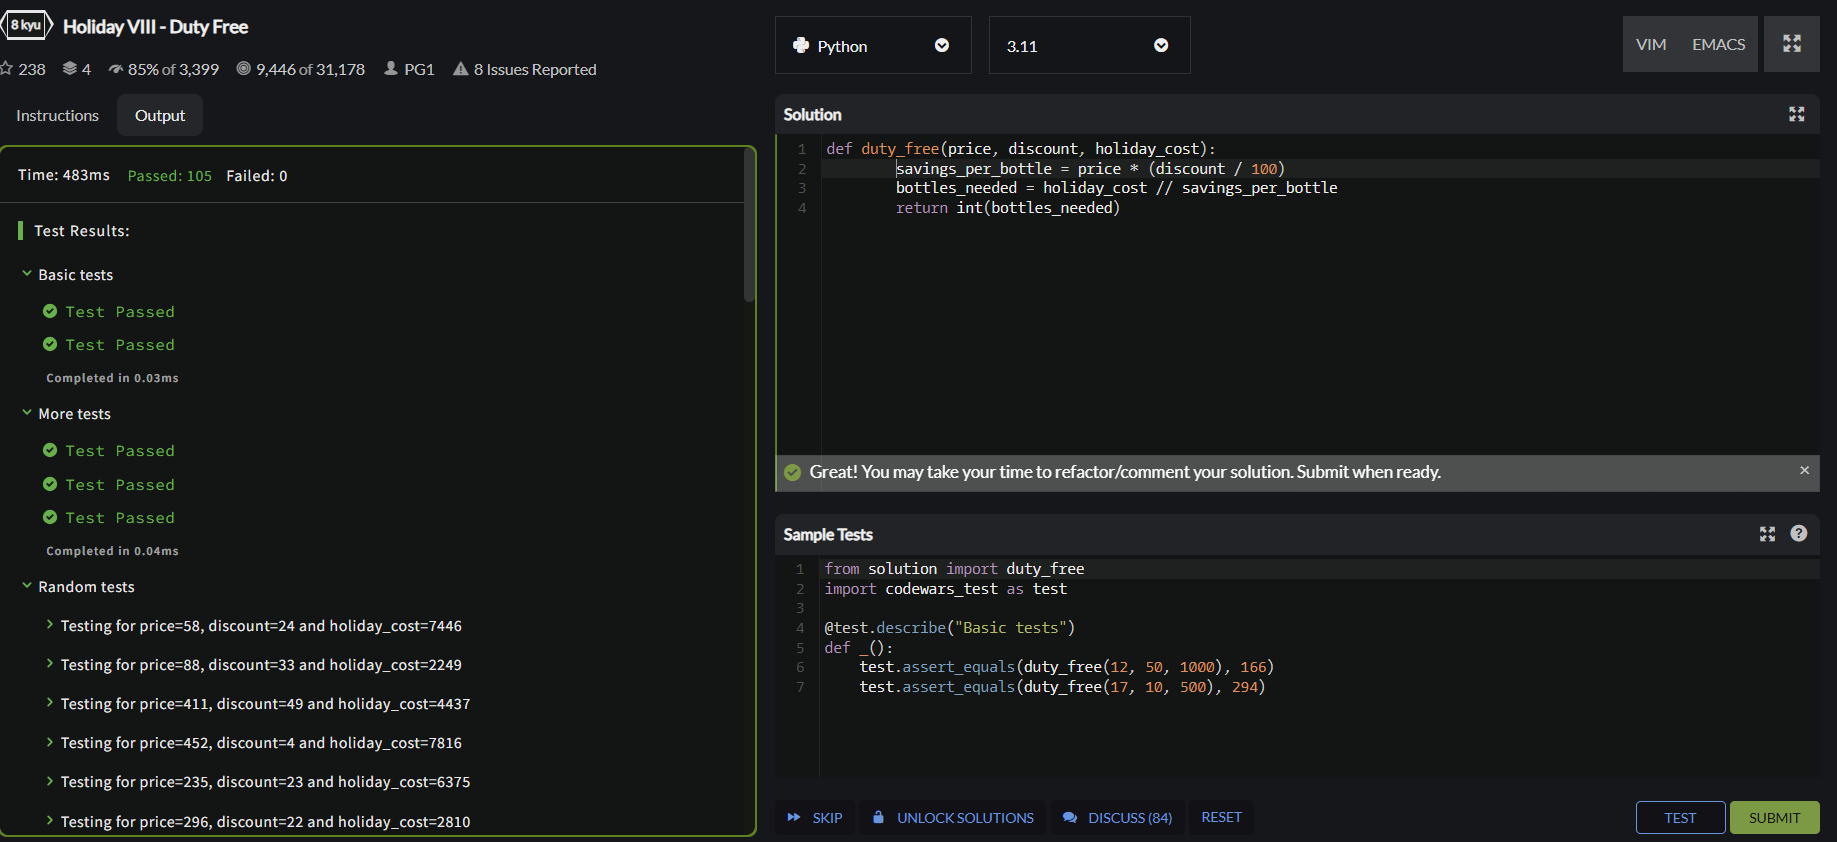 8 kyu Holiday VIII - Duty Free
238 4 85% of 3,399 9,446 of 31,178 PG1 8 Issues Reported
Instructions Output
Time: 483ms Passed: 105 Failed: 0
Test Results:
Basic tests
Test Passed
Test Passed
Completed in 0.03ms
More tests
Test Passed
Test Passed
Test Passed
Completed in 0.04ms
Random tests
Testing for price=58, discount=24 and holiday_cost=7446
Testing for price=88, discount=33 and holiday_cost=2249
Testing for price=411, discount=49 and holiday_cost=4437
Testing for price=452, discount=4 and holiday_cost=7816
Testing for price=235, discount=23 and holiday_cost=6375
Testing for price=296, discount=22 and holiday_cost=2810
Python 3.11 VIM EMACS
Solution
1 def duty_free(price, discount, holiday_cost):
2 savings_per_bottle = price * (discount / 100)
3 bottles_needed = holiday_cost // savings_per_bottle
4 return int(bottles_needed)
Great! You may take your time to refactor/comment your solution. Submit when ready. ×
Sample Tests ?
1 from solution import duty_free
2 import codewars_test as test
3
4 @test.describe("Basic tests")
5 def _():
6 test.assert_equals(duty_free(12, 50, 1000), 166)
7 test.assert_equals(duty_free(17, 10, 500), 294)
SKIP UNLOCK SOLUTIONS DISCUSS (84) RESET TEST SUBMIT